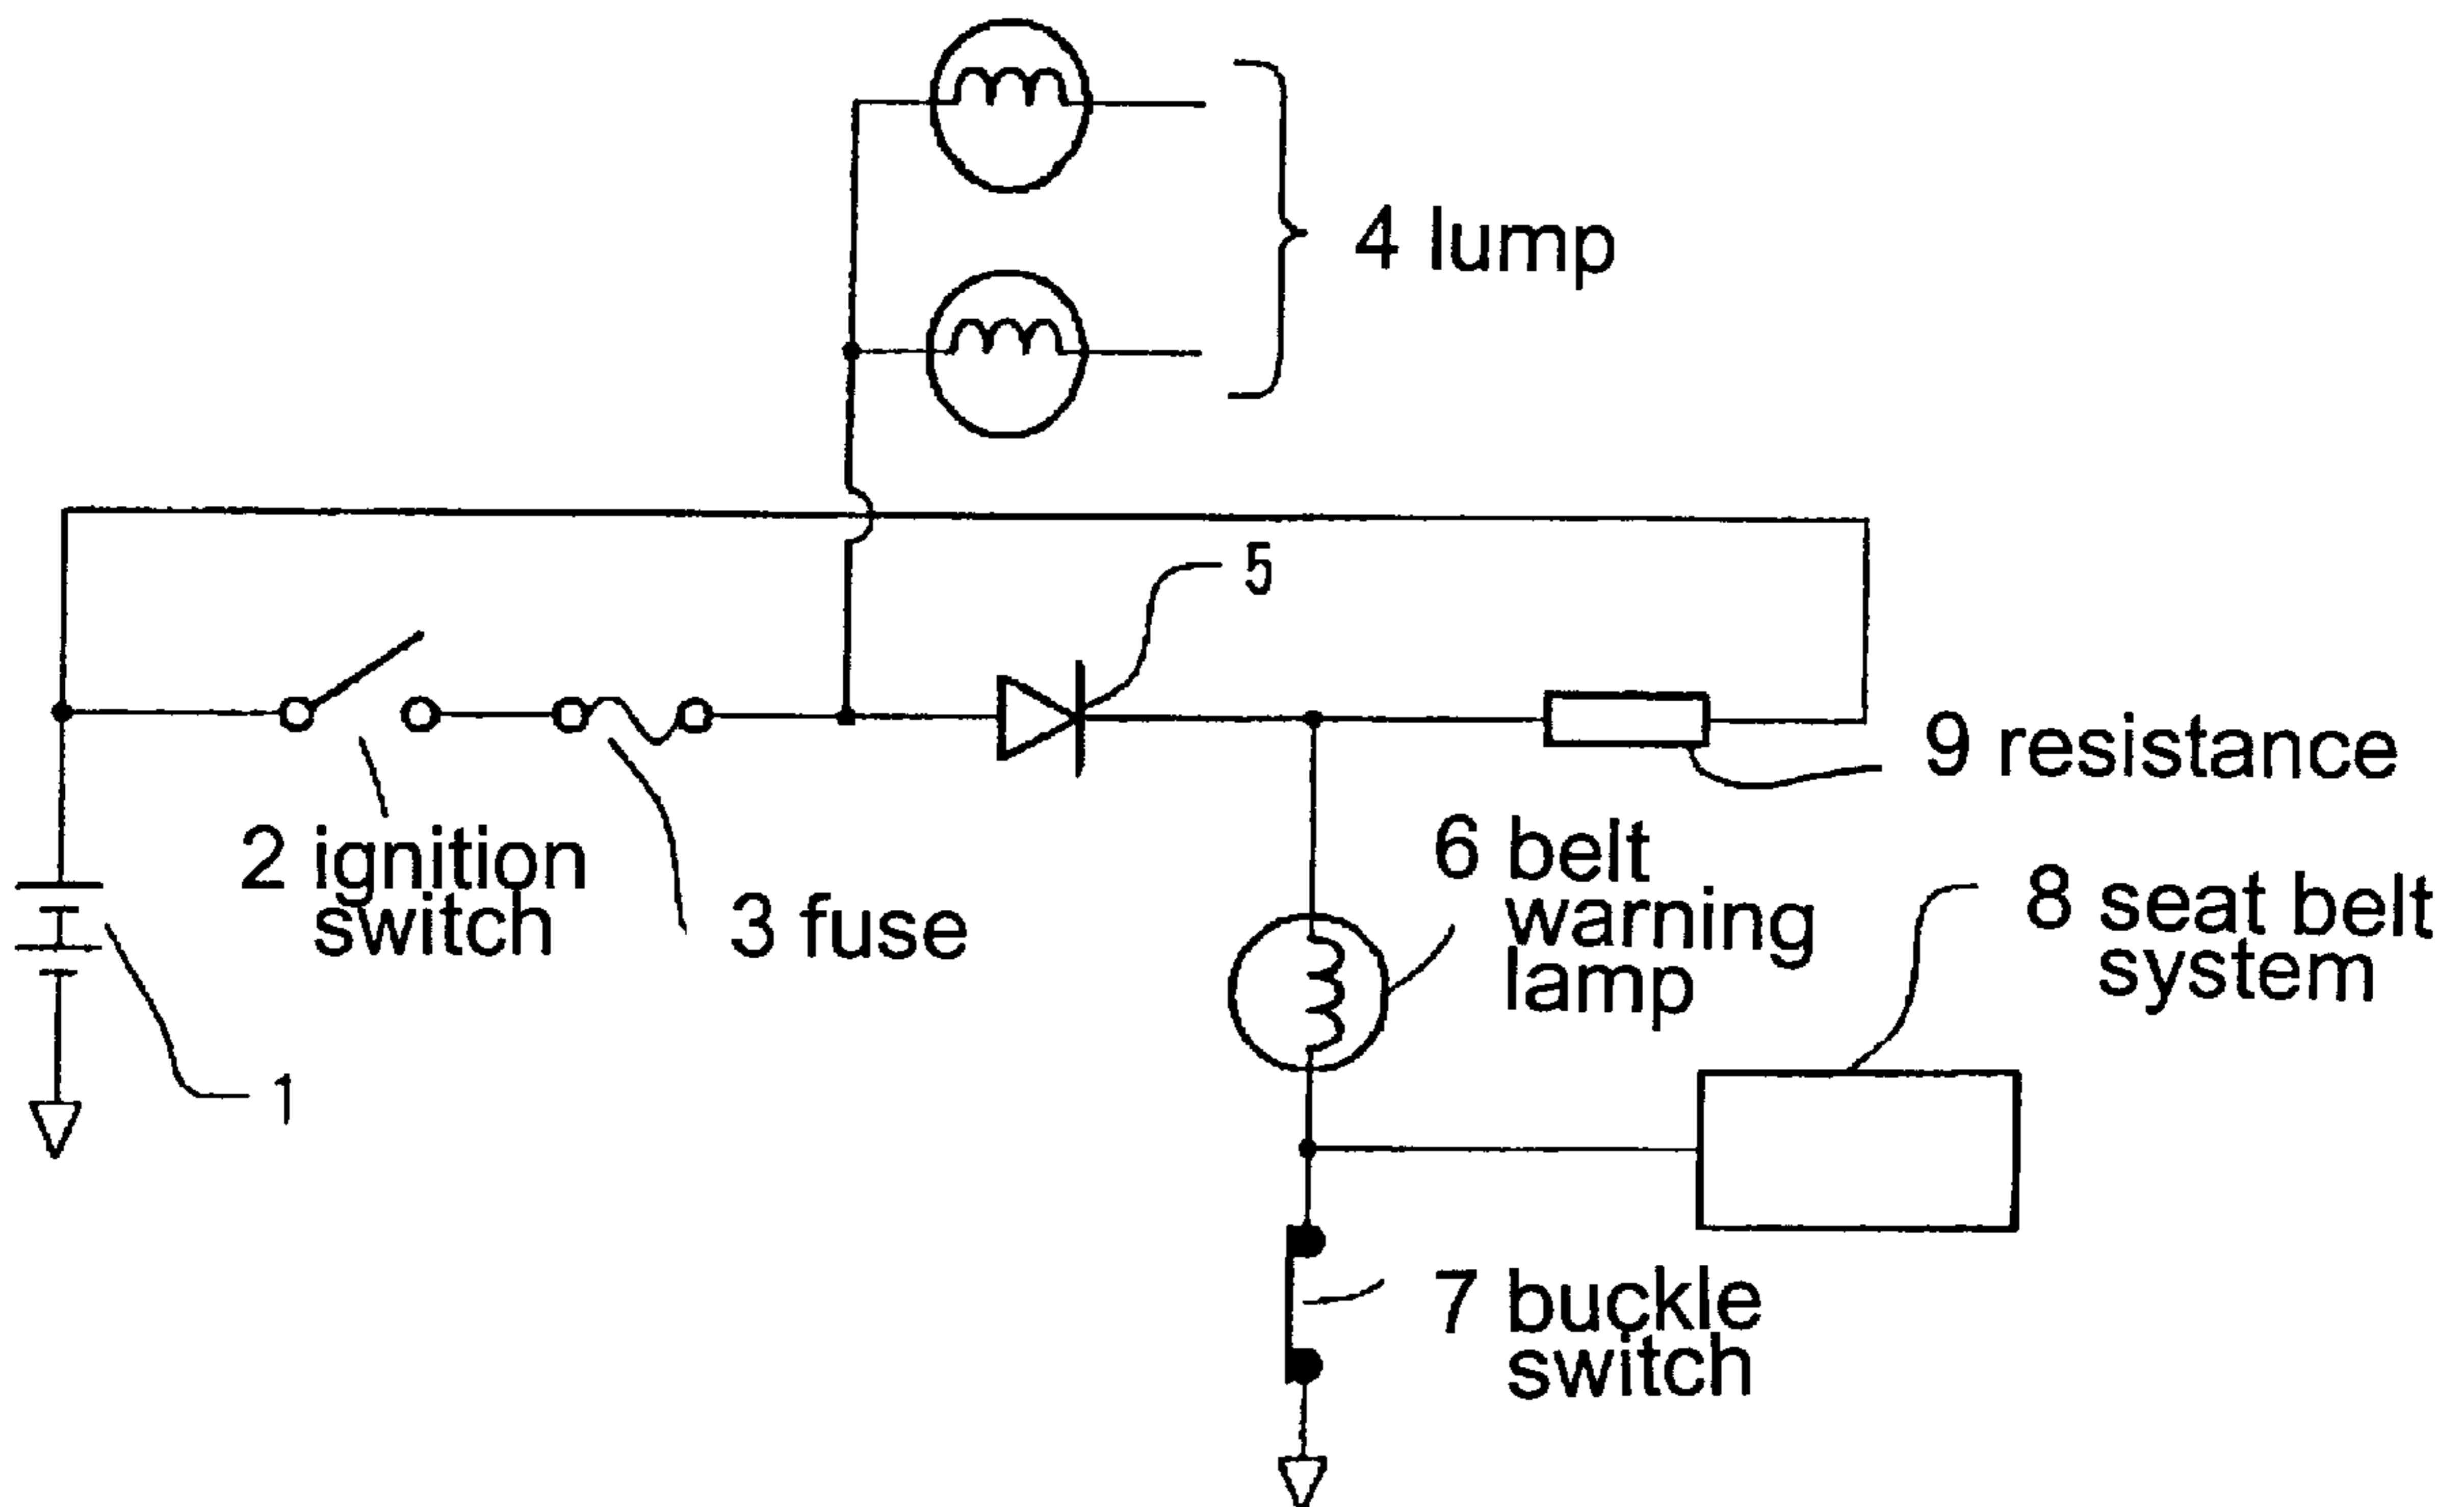 4 lump
5
9 resistance
2 ignition
switch
3 fuse
6 belt
warning
lamp
8 seat belt
system
1
7 buckle
switch